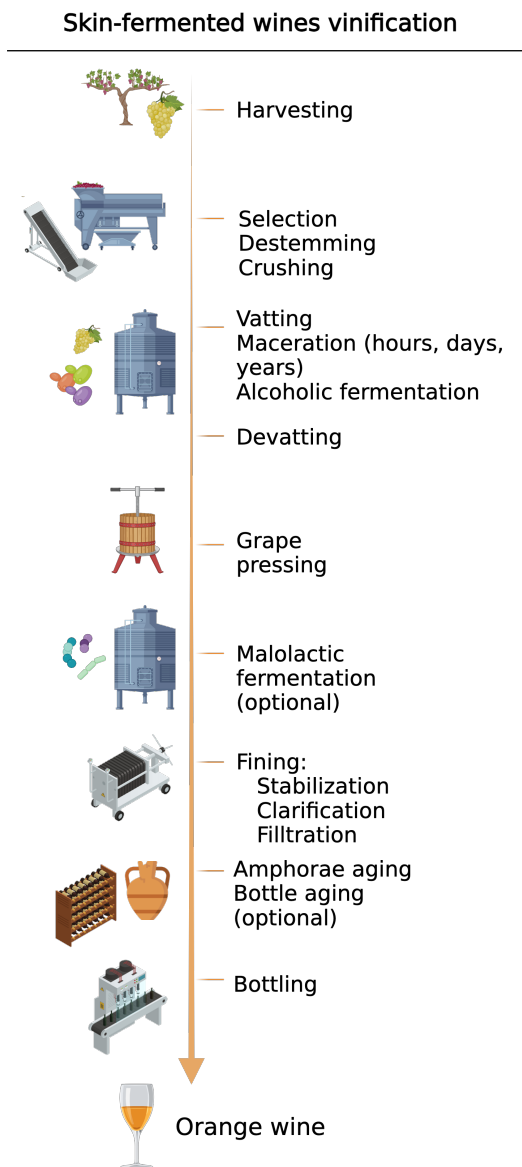 Skin-fermented wines vinification
Harvesting
Selection
Destemming
Crushing
Vatting
Maceration (hours, days,
years)
Alcoholic fermentation
Devatting
Grape
pressing
Malolactic
fermentation
(optional)
Fining:
Stabilization
Clarification
Filltration
Amphorae aging
Bottle aging
(optional)
Bottling
Orange wine